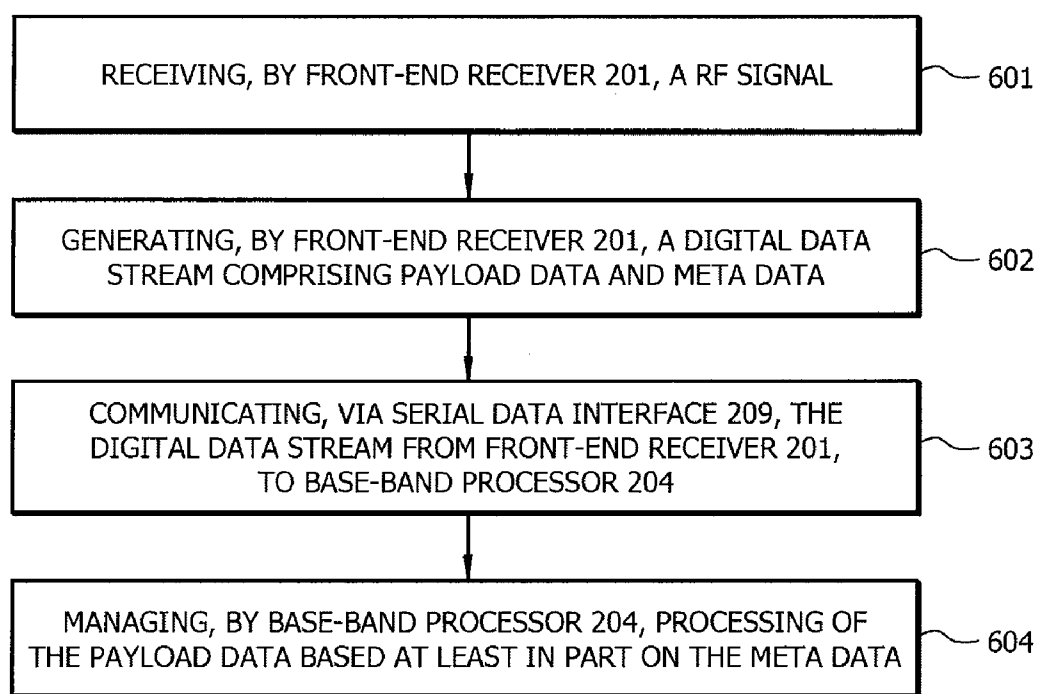 RECEIVING, BY FRONT-END RECEIVER 201, A RF SIGNAL
601
GENERATING, BY FRONT-END RECEIVER 201, A DIGITAL DATA
STREAM COMPRISING PAYLOAD DATA AND META DATA
602
COMMUNICATING, VIA SERIAL DATA INTERFACE 209, THE
DIGITAL DATA STREAM FROM FRONT-END RECEIVER 201,
TO BASE-BAND PROCESSOR 204
603
MANAGING, BY BASE-BAND PROCESSOR 204, PROCESSING OF
THE PAYLOAD DATA BASED AT LEAST IN PART ON THE META DATA
604